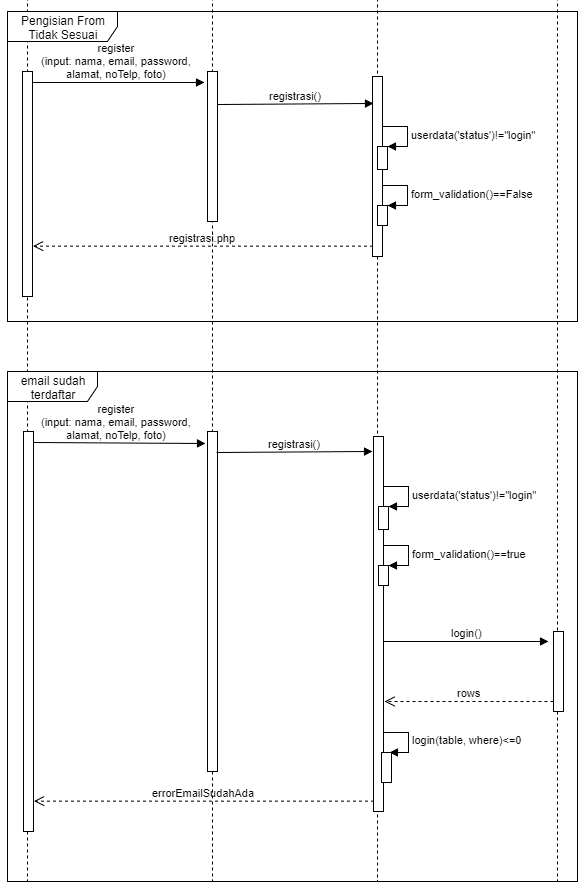 Pengisian From
Tidak Sesuai
register
(input: nama, email, password,
alamat, noTelp, foto)
registrasi()
userdata('status')!="login"
form_validation()==False
registrasi.php
email sudah
terdaftar
register
(input: nama, email, password,
alamat, noTelp, foto)
registrasi()
userdata('status')!="login"
form_validation()==true
login()
rows
login(table, where)<=0
errorEmailSudahAda